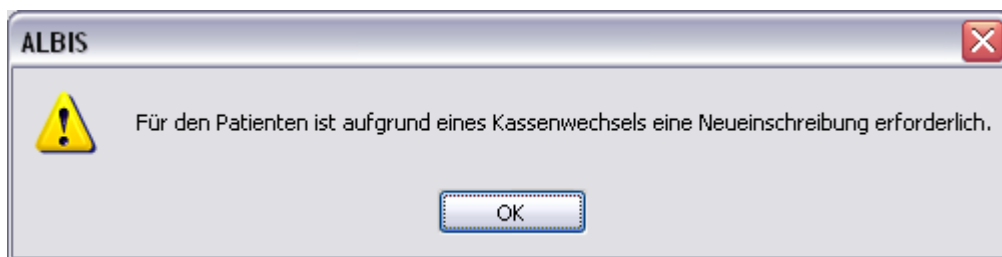 ALBIS
Für den Patienten ist aufgrund eines Kassenwechsels eine Neueinschreibung erforderlich.
OK